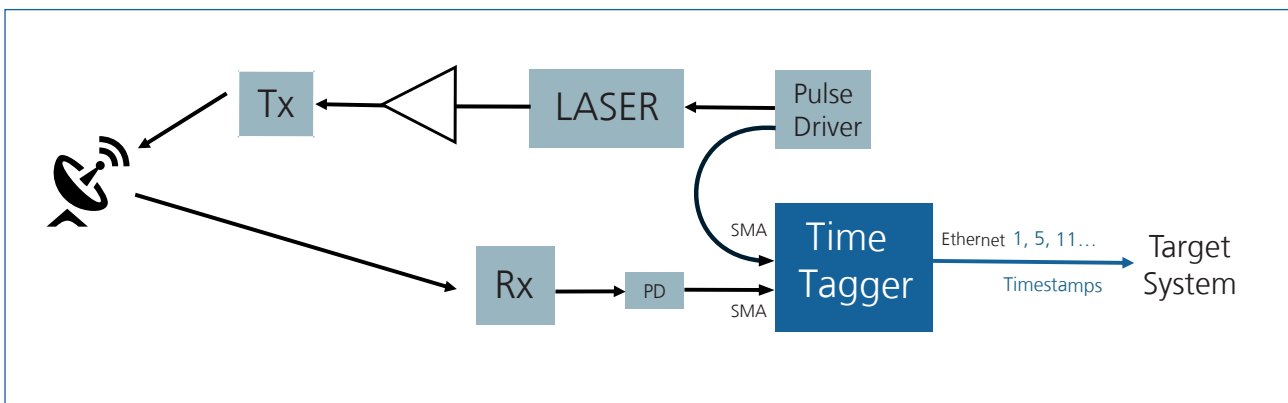 Tx
LASER
Pulse
Driver
SMA
Time
Tagger
Ethernet 1, 5, 11...
Timestamps
Target
System
Rx
PD
SMA